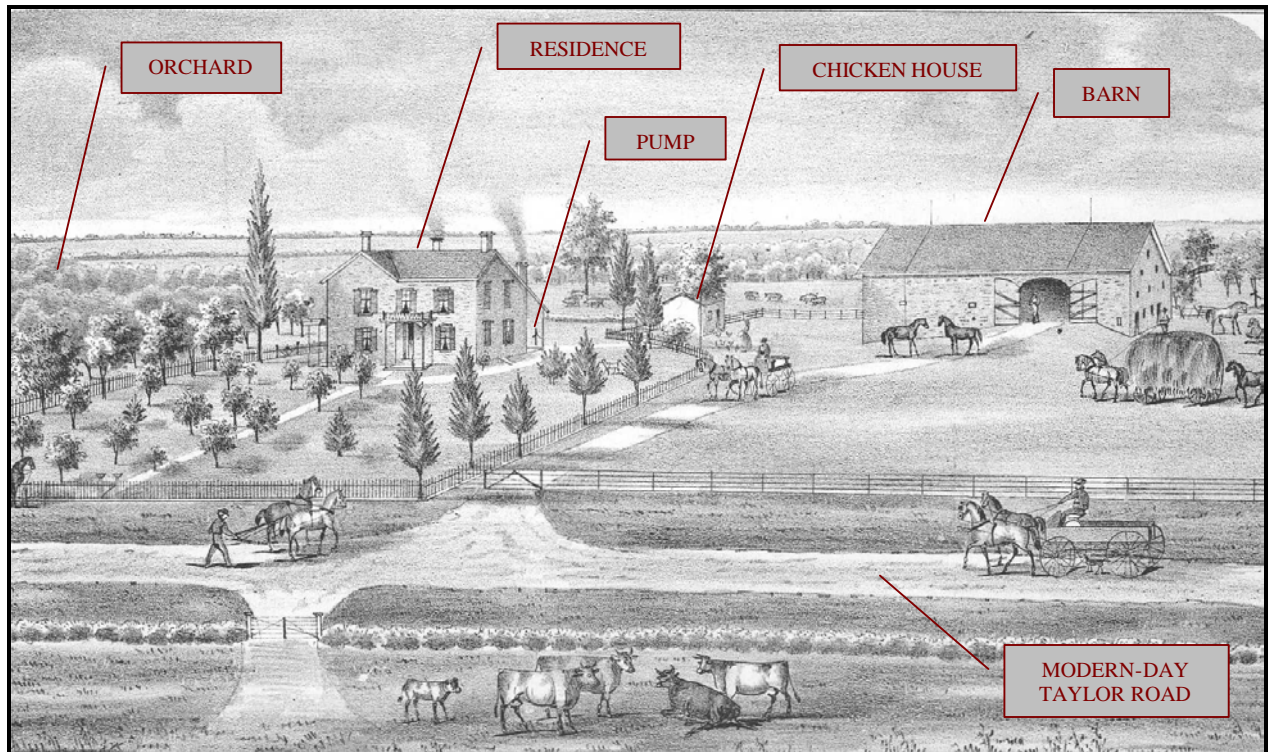 RESIDENCE
ORCHARD
CHICKEN HOUSE
BARN
PUMP
MODERN-DAY
TAYLOR ROAD